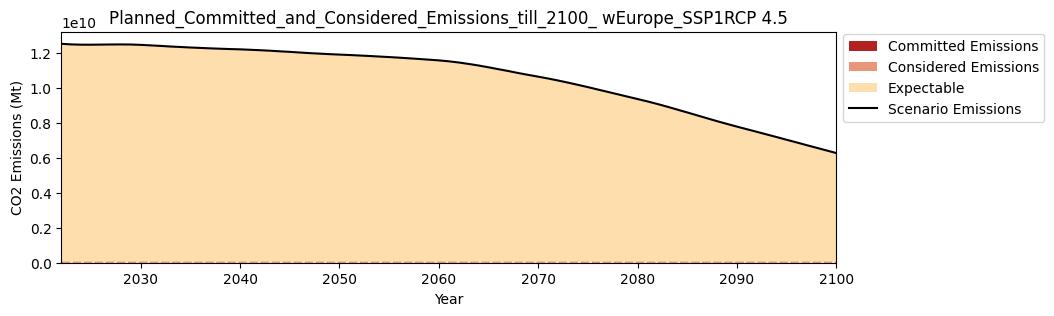 Planned_Committed_and_Considered_Emissions_till_2100_ wEurope_SSP1RCP 4.5
1e10
1.2
1.0
0.8
0.6
0.4
0.2
0.0
CO2 Emissions (Mt)
2030 2040 2050 2060 2070 2080 2090 2100
Year
Committed Emissions
Considered Emissions
Expectable
Scenario Emissions